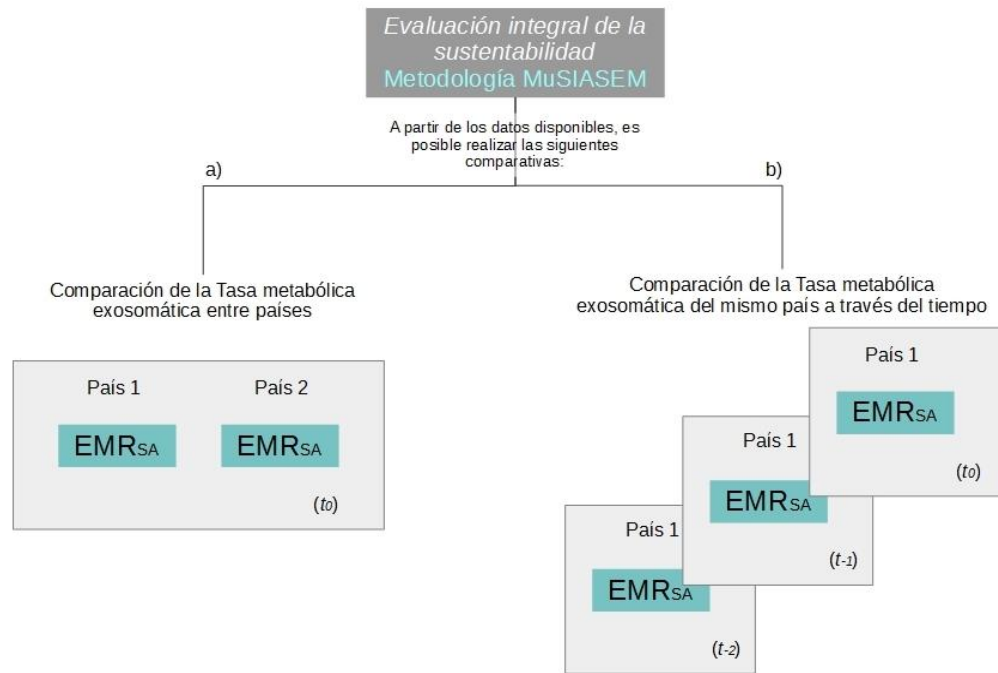 Evaluación integral de la
sustentabilidad
Metodología MuSIASEM
A partir de los datos disponibles, es
posible realizar las siguientes
comparativas:
a)
b)
Comparación de la Tasa metabólica
exosomática entre países
País 1
País 2
EMRSA
EMRSA
(t0)
Comparación de la Tasa metabólica
exosomática del mismo país a través del tiempo
País 1
EMRSA
(t0)
País 1
EMRSA
(t-1)
País 1
EMRSA
(t-2)